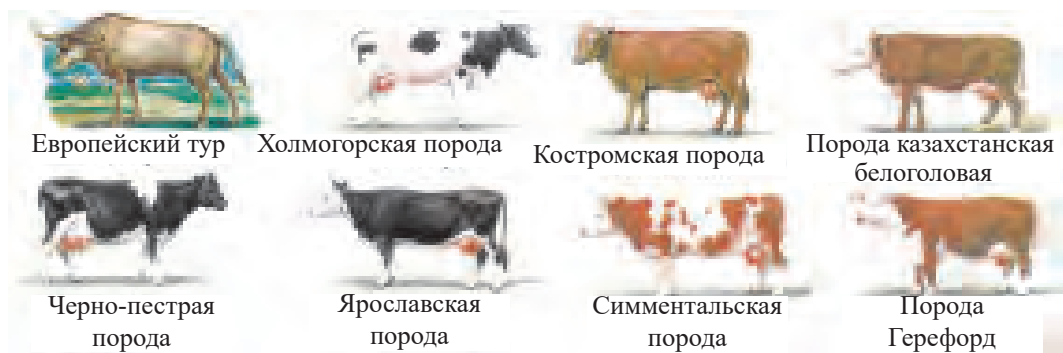 Европейский тур
Холмогорская порода
Костромская порода
Порода казахстанская
белоголовая
Черно-пестрая
порода
Ярославская
порода
Симментальская
порода
Порода
Герефорд